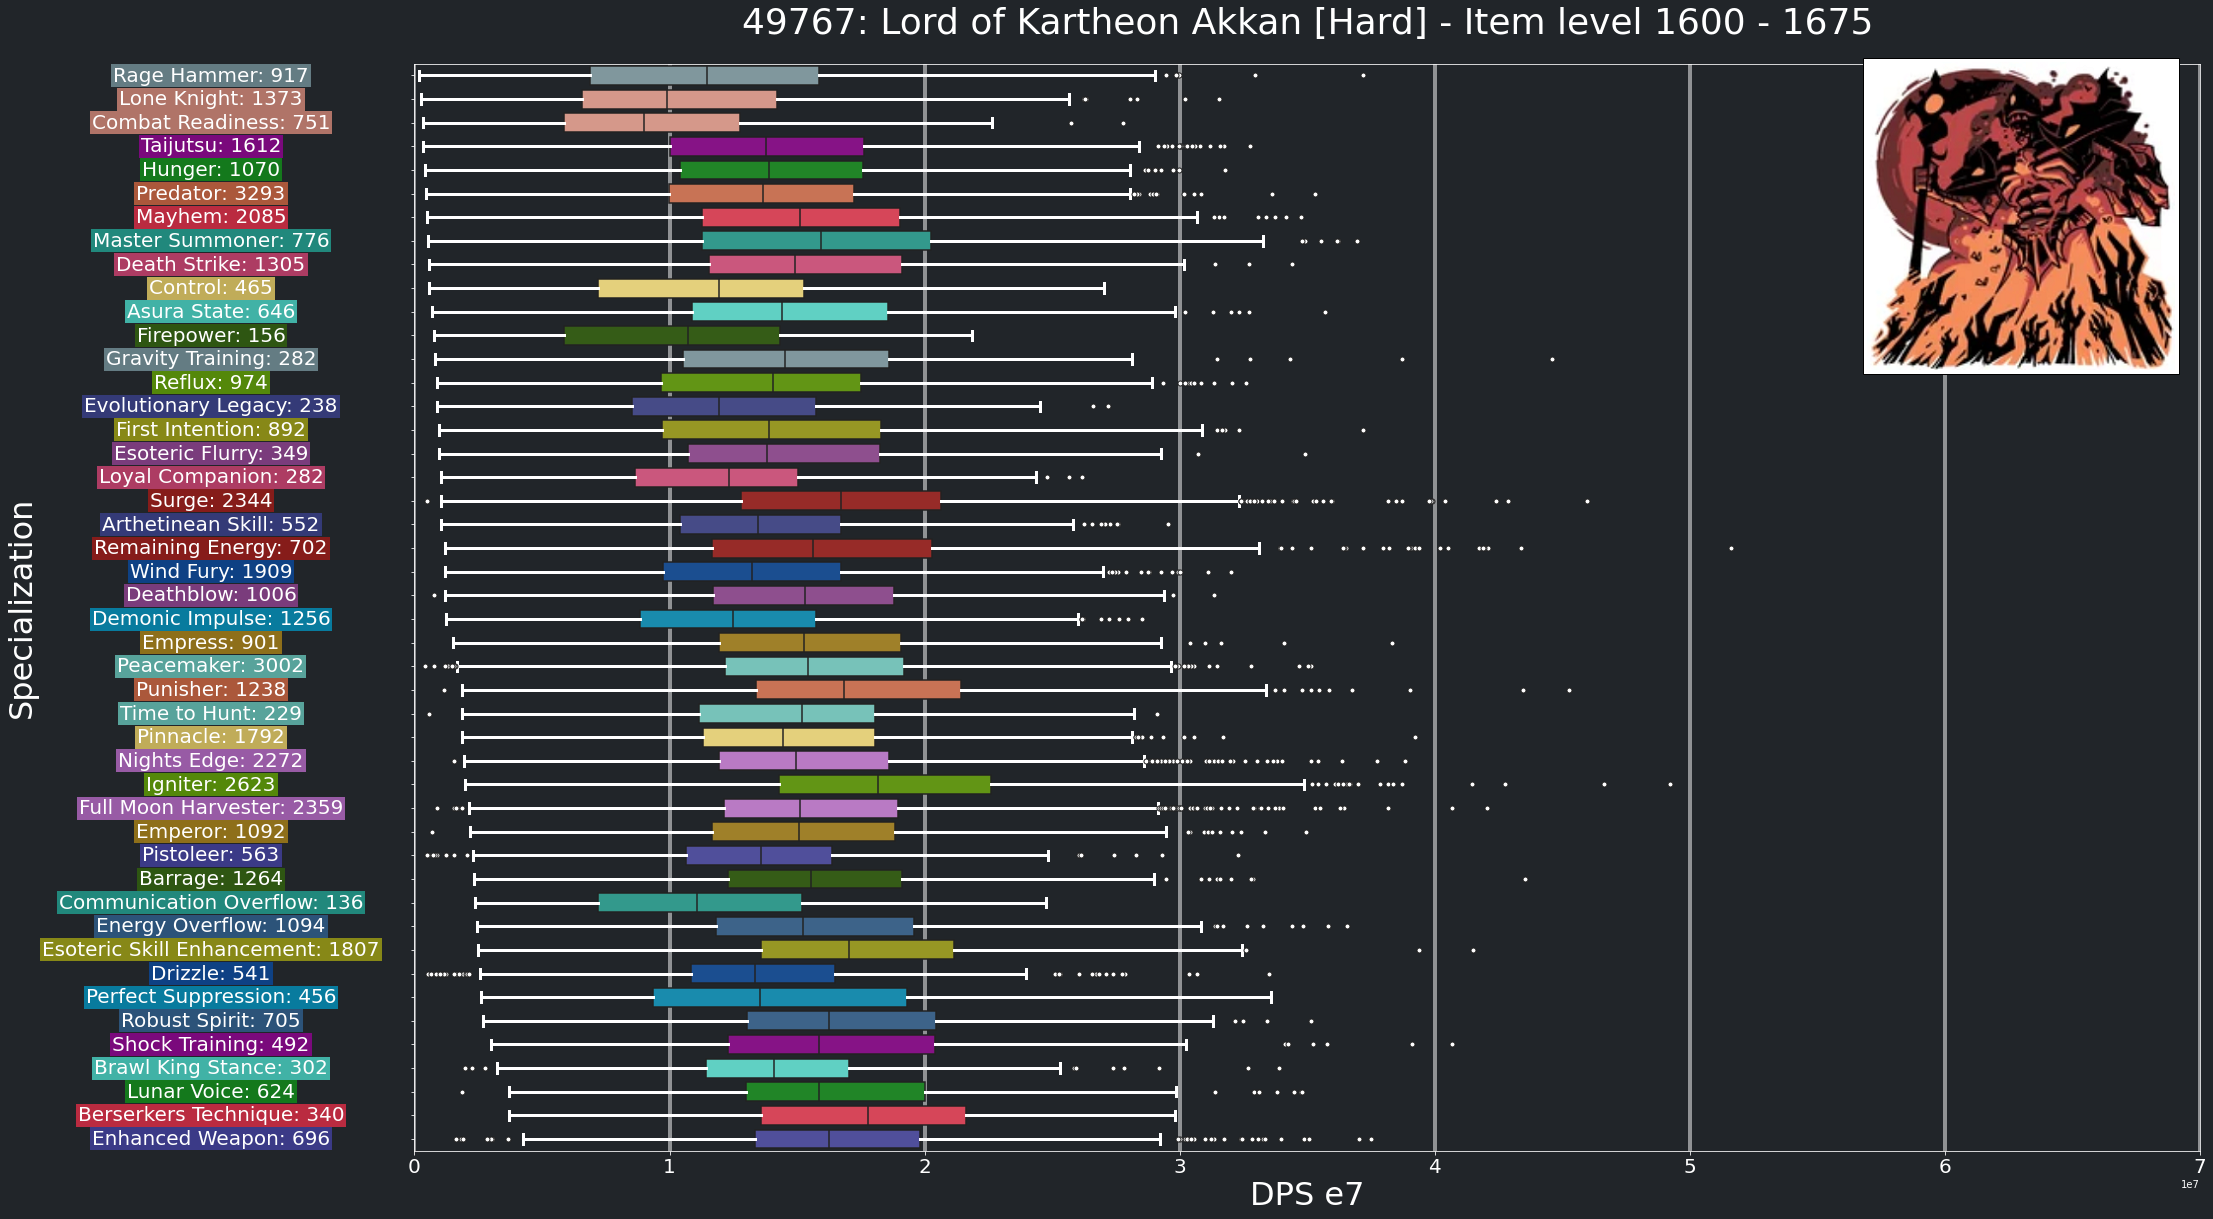 49767: Lord of Kartheon Akkan [Hard] - Item level 1600 - 1675
Rage Hammer: 917
Lone Knight: 1373
Combat Readiness: 751
Taijutsu: 1612
Hunger: 1070
Predator: 3293
Mayhem: 2085
Master Summoner: 776
Death Strike: 1305
Control: 465
Asura State: 646
Firepower: 156
Gravity Training: 282
Reflux: 974
Evolutionary Legacy: 238
First Intention: 892
Esoteric Flurry: 349
Loyal Companion: 282
Surge: 2344
Arthetinean Skill: 552
Remaining Energy: 702
Wind Fury: 1909
Deathblow: 1006
Demonic Impulse: 1256
Empress: 901
Peacemaker: 3002
Punisher: 1238
Time to Hunt: 229
Pinnacle: 1792
Nights Edge: 2272
Igniter: 2623
Full Moon Harvester: 2359
Emperor: 1092
Pistoleer: 563
Barrage: 1264
Communication Overflow: 136
Energy Overflow: 1094
Esoteric Skill Enhancement: 1807
Drizzle: 541
Perfect Suppression: 456
Robust Spirit: 705
Shock Training: 492
Brawl King Stance: 302
Lunar Voice: 624
Berserkers Technique: 340
Enhanced Weapon: 696
Specialization
0 1 2 3 4 5 6 7
1e7
DPS e7